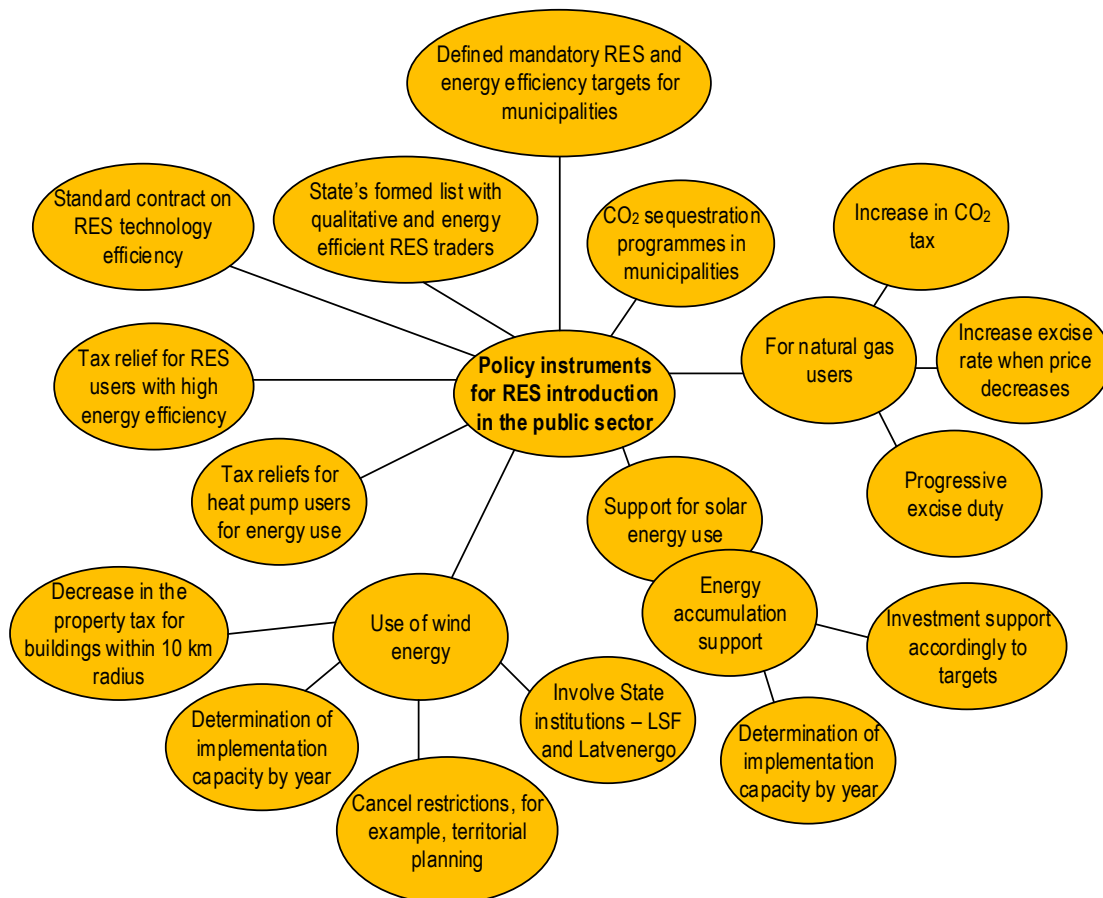 Defined mandatory RES and
energy efficiency targets for
municipalities
Standard contract on
RES technology
efficiency
State’s formed list with
qualitative and energy
efficient RES traders
CO₂ sequestration
programmes in
municipalities
Increase in CO₂
tax
Tax relief for RES
users with high
energy efficiency
Policy instruments
for RES introduction
in the public sector
For natural gas
users
Increase excise
rate when price
decreases
Tax reliefs for
heat pump users
for energy use
Support for solar
energy use
Progressive
excise duty
Decrease in the
property tax for
buildings within 10 km
radius
Use of wind
energy
Energy
accumulation
support
Investment support
accordingly to
targets
Determination of
implementation
capacity by year
Involve State
institutions – LSF
and Latvenergo
Determination of
implementation
capacity by year
Cancel restrictions, for
example, territorial
planning